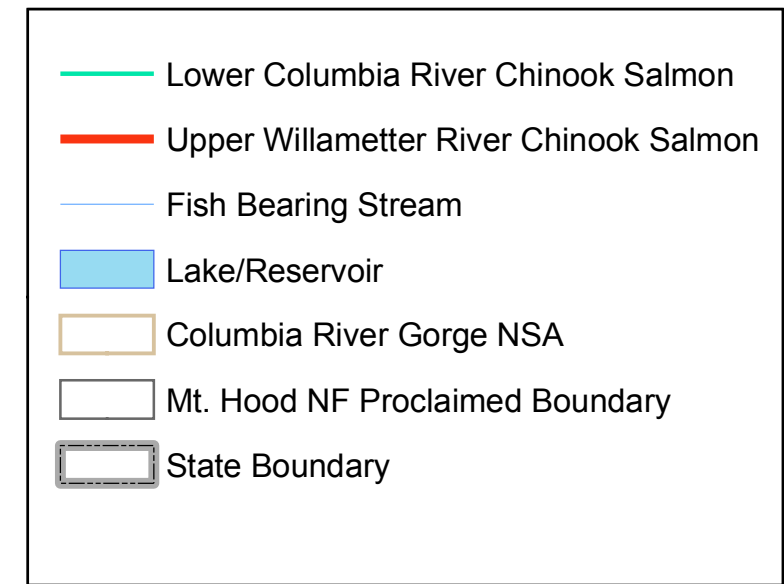 Lower Columbia River Chinook Salmon
Upper Willametter River Chinook Salmon
Fish Bearing Stream
Lake/Reservoir
Columbia River Gorge NSA
Mt. Hood NF Proclaimed Boundary
State Boundary